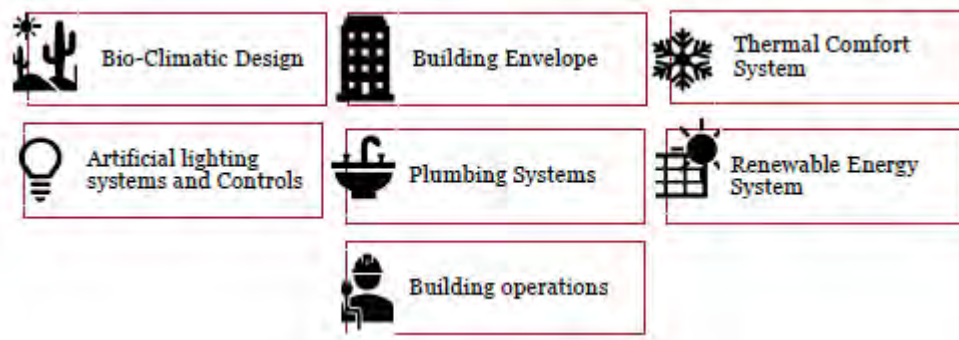 Bio-Climatic Design
Building Envelope
Thermal Comfort
System
Artificial lighting
systems and Controls
Plumbing Systems
Renewable Energy
System
Building operations